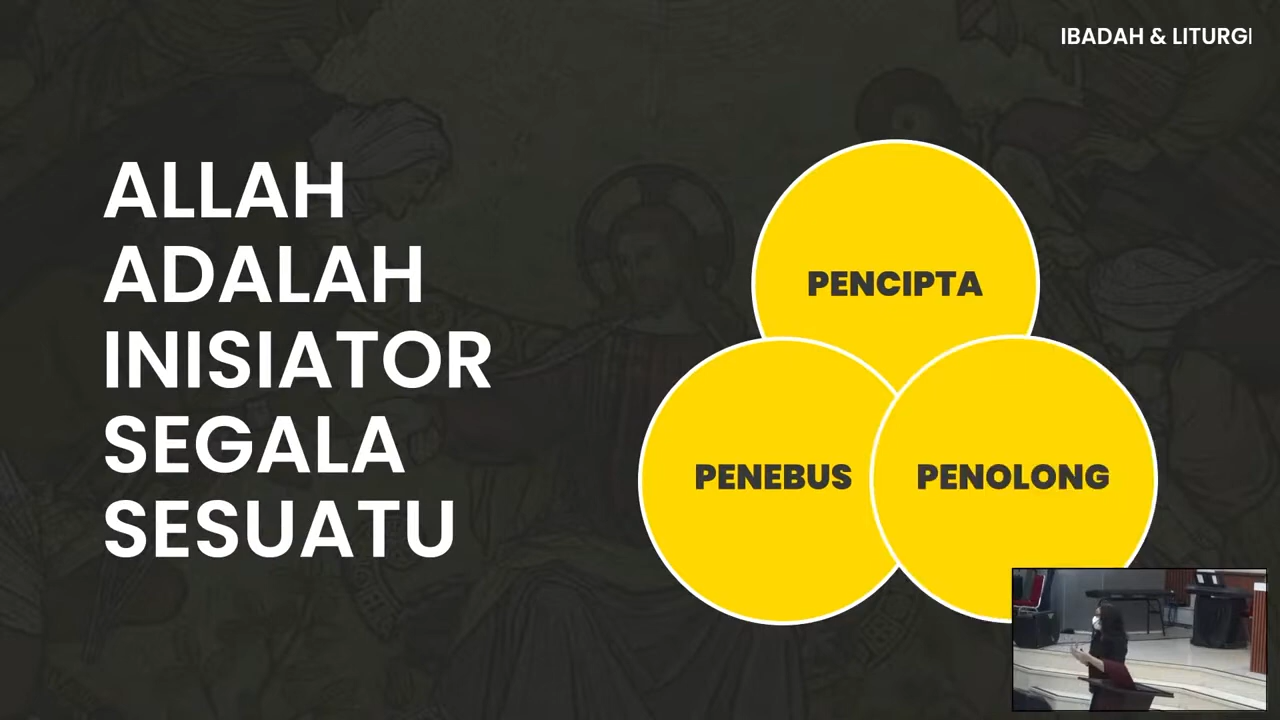 IBADAH & LITURGI
ALLAH
ADALAH
INISIATOR
SEGALA
SESUATU
PENCIPTA
PENEBUS
PENOLONG